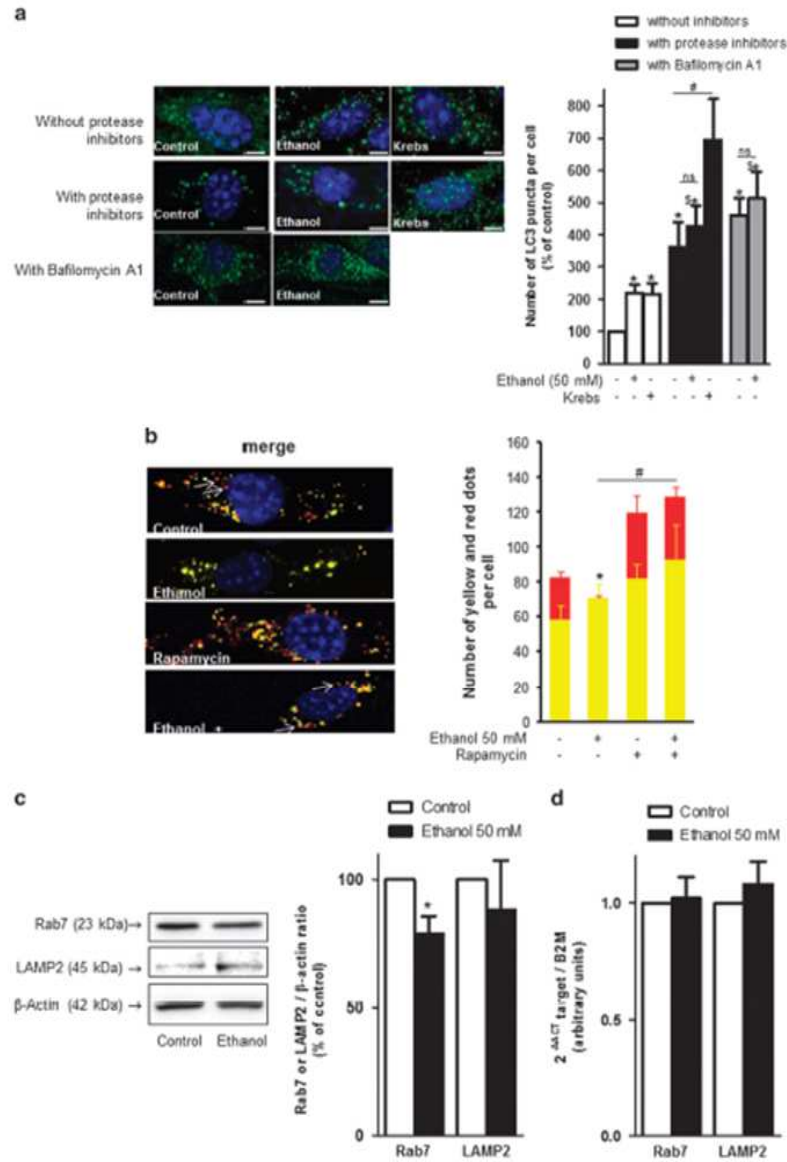 a
without inhibitors
with protease inhibitors
with Bafilomycin A1
Without protease
inhibitors
Control
Ethanol
Krebs
With protease
inhibitors
Control
Ethanol
Krebs
With Bafilomycin A1
Control
Ethanol
Number of LC3 puncta per cell
(% of control)
800
700
600
500
400
300
200
100
0
* * * ns $* # * ns $*
Ethanol (50 mM) - + - - + - - +
Krebs - - + - - + - -
b
merge
Control
Ethanol
Rapamycin
Ethanol
Number of yellow and red dots
per cell
160
140
120
100
80
60
40
20
0
#
*
Ethanol 50 mM - + - +
Rapamycin - - + +
c
Rab7 (23 kDa)→
LAMP2 (45 kDa) →
β-Actin (42 kDa) →
Control Ethanol
Control
Ethanol 50 mM
Rab7 or LAMP2 / β-actin ratio
(% of control)
100
50
0
*
Rab7 LAMP2
d
Control
Ethanol 50 mM
2 ΔΔCT target / B2M
(arbitrary units)
1.0
0.5
0.0
Rab7 LAMP2